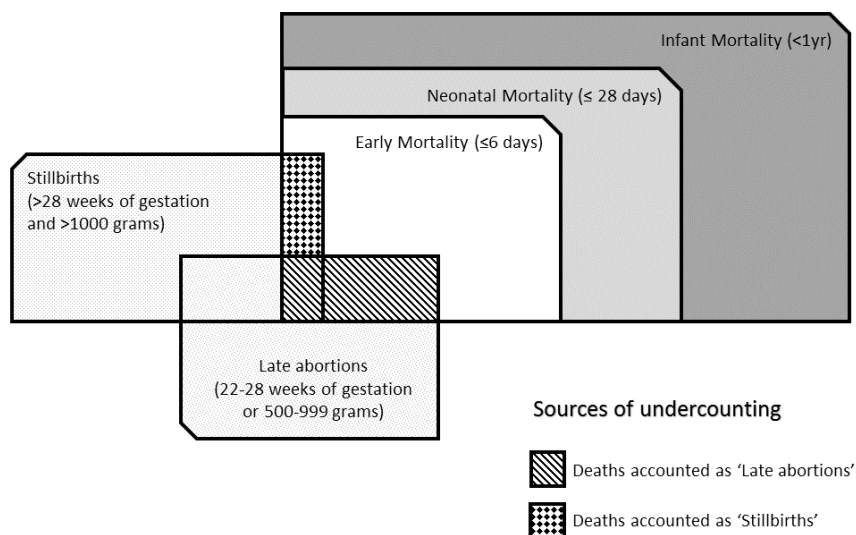 Infant Mortality (<1yr)
Neonatal Mortality (≤ 28 days)
Early Mortality (≤6 days)
Stillbirths
(>28 weeks of gestation
and >1000 grams)
Late abortions
(22-28 weeks of gestation
or 500-999 grams)
Sources of undercounting
Deaths accounted as ‘Late abortions’
Deaths accounted as ‘Stillbirths’